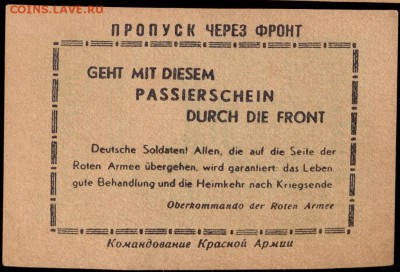 COINS.LAVE.RU
ПРОПУСК ЧЕРЕЗ ФРОНТ
GEHT MIT DIESEM
PASSIERSCHEIN
DURCH DIE FRONT
Deutsche Soldaten! Allen, die auf die Seite der
Roten Armee übergehen, wird garantiert: das Leben,
gute Behandlung und die Heimkehr nach Kriegsende.
Oberkommando der Roten Armee
Командование Красной Армии